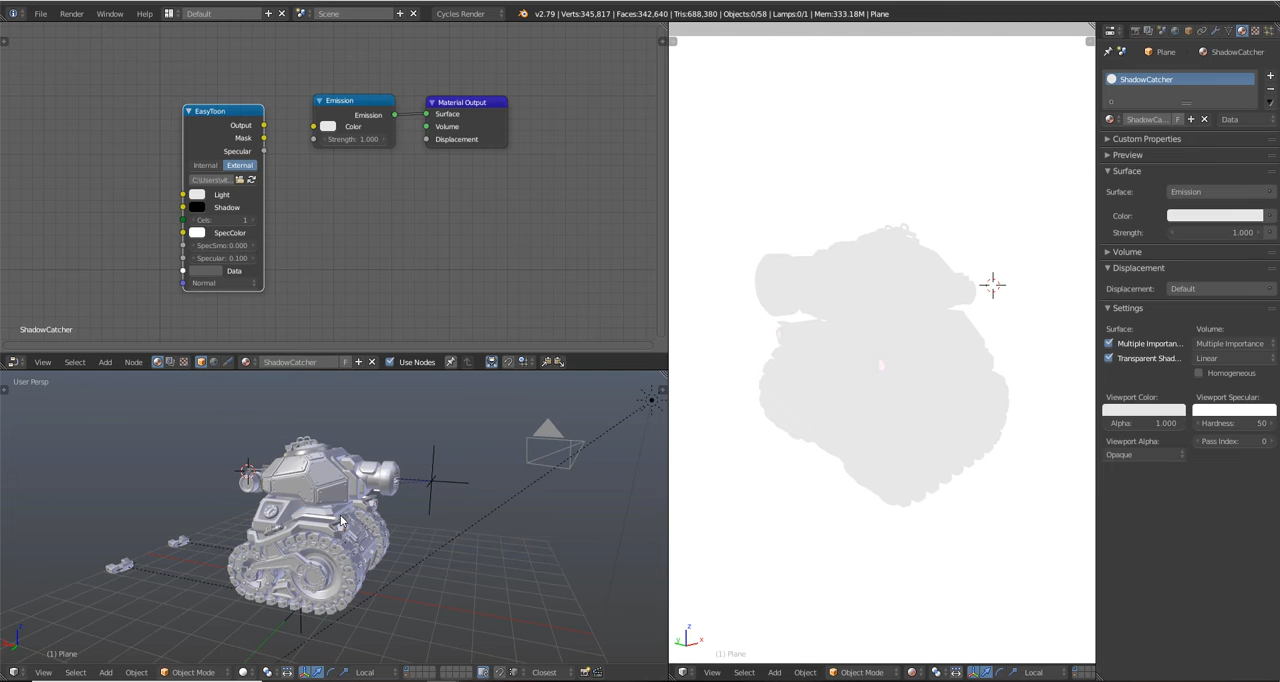 File Render Window Help Default Scene Cycles Render v2.79 | Verts:345,817 | Faces:342,640 | Tris:688,380 | Objects:0/58 | Lamps:0/1 | Mem:333.18M | Plane
EasyToon
Output
Mask
Specular
Internal External
C:\Users\vit...
Light
Shadow
Cels: 1
SpecColor
SpecSmo:0.000
Specular: 0.100
Data
Normal
Emission
Emission
Color
Strength: 1.000
Material Output
Surface
Volume
Displacement
ShadowCatcher
View Select Add Node ShadowCatcher F Use Nodes
User Persp
(1) Plane
View Select Add Object Object Mode Local Closest
z
y x
(1) Plane
View Select Add Object Object Mode Local
Plane ShadowCatcher
ShadowCatcher
ShadowCa... F Data
Custom Properties
Preview
Surface
Surface: Emission
Color:
Strength: 1.000
Volume
Displacement
Displacement: Default
Settings
Surface: Volume:
Multiple Importan... Multiple Importance
Transparent Shad... Linear
Homogeneous
Viewport Color: Viewport Specular:
Alpha: 1.000 Hardness: 50
Viewport Alpha: Pass Index: 0
Opaque